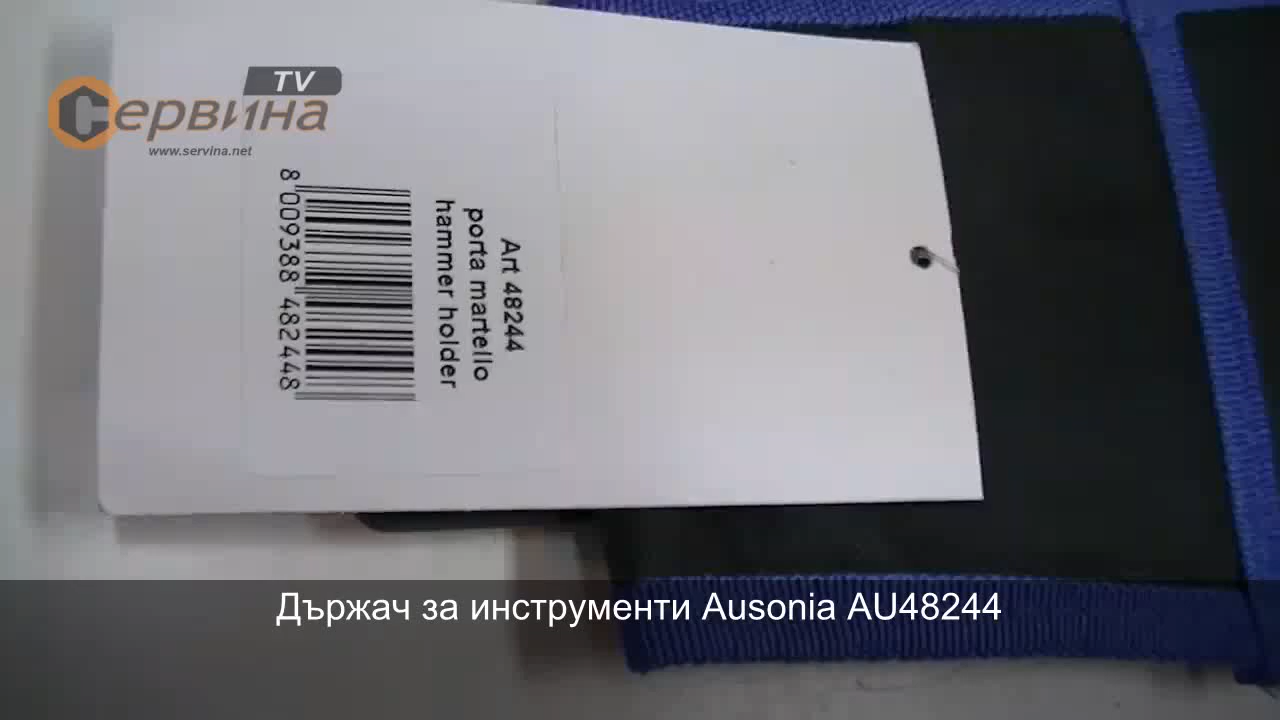 TV
Сервина
www.servina.net
Art 48244
porta martello
hammer holder
8 009388 482448
Държач за инструменти Ausonia AU48244